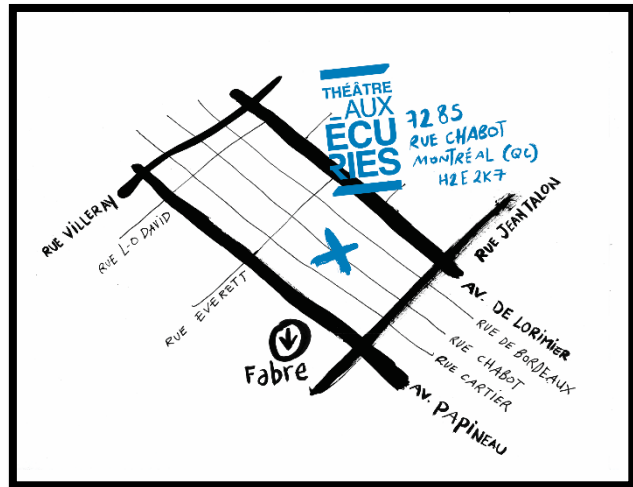 THÉÂTRE
AUX
ÉCU
RIES
7285
RUE CHABOT
MONTRÉAL (QC)
H2E 2K7
RUE VILLERAY
RUE L-O DAVID
RUE EVERETT
RUE JEAN TALON
AV. DE LORIMIER
RUE DE BORDEAUX
RUE CHABOT
RUE CARTIER
AV. PAPINEAU
Fabre